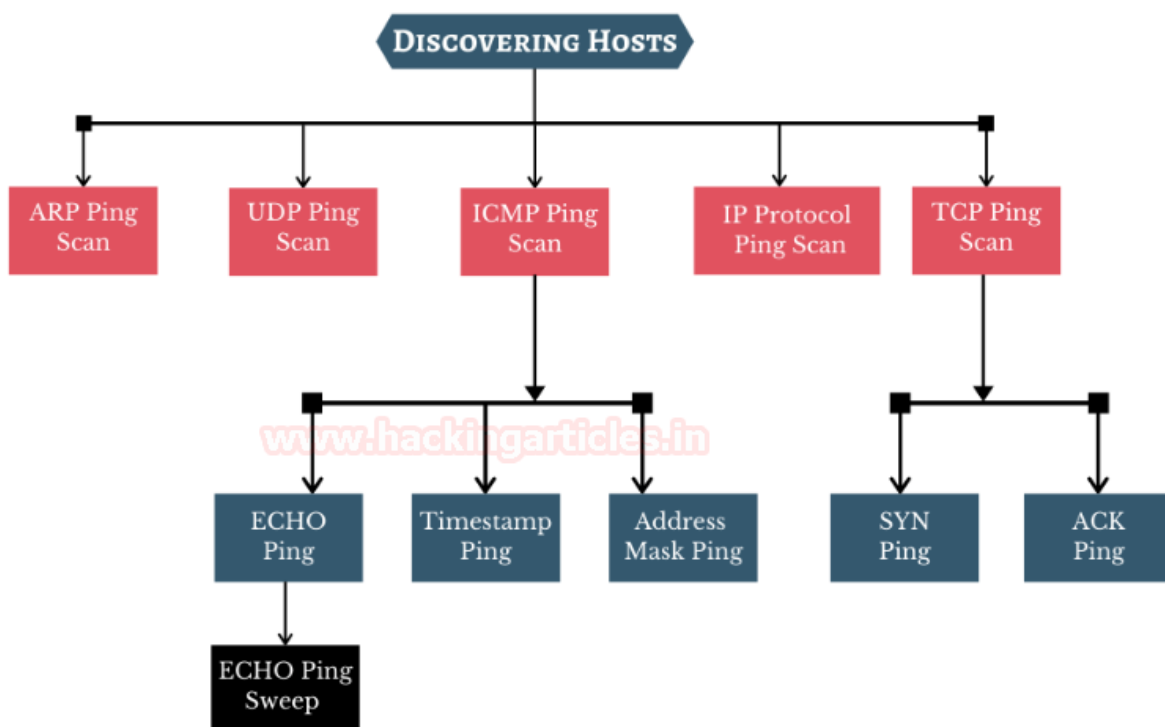 DISCOVERING HOSTS
ARP Ping
Scan
UDP Ping
Scan
ICMP Ping
Scan
IP Protocol
Ping Scan
TCP Ping
Scan
www.hackingarticles.in
ECHO
Ping
Timestamp
Ping
Address
Mask Ping
SYN
Ping
ACK
Ping
ECHO Ping
Sweep